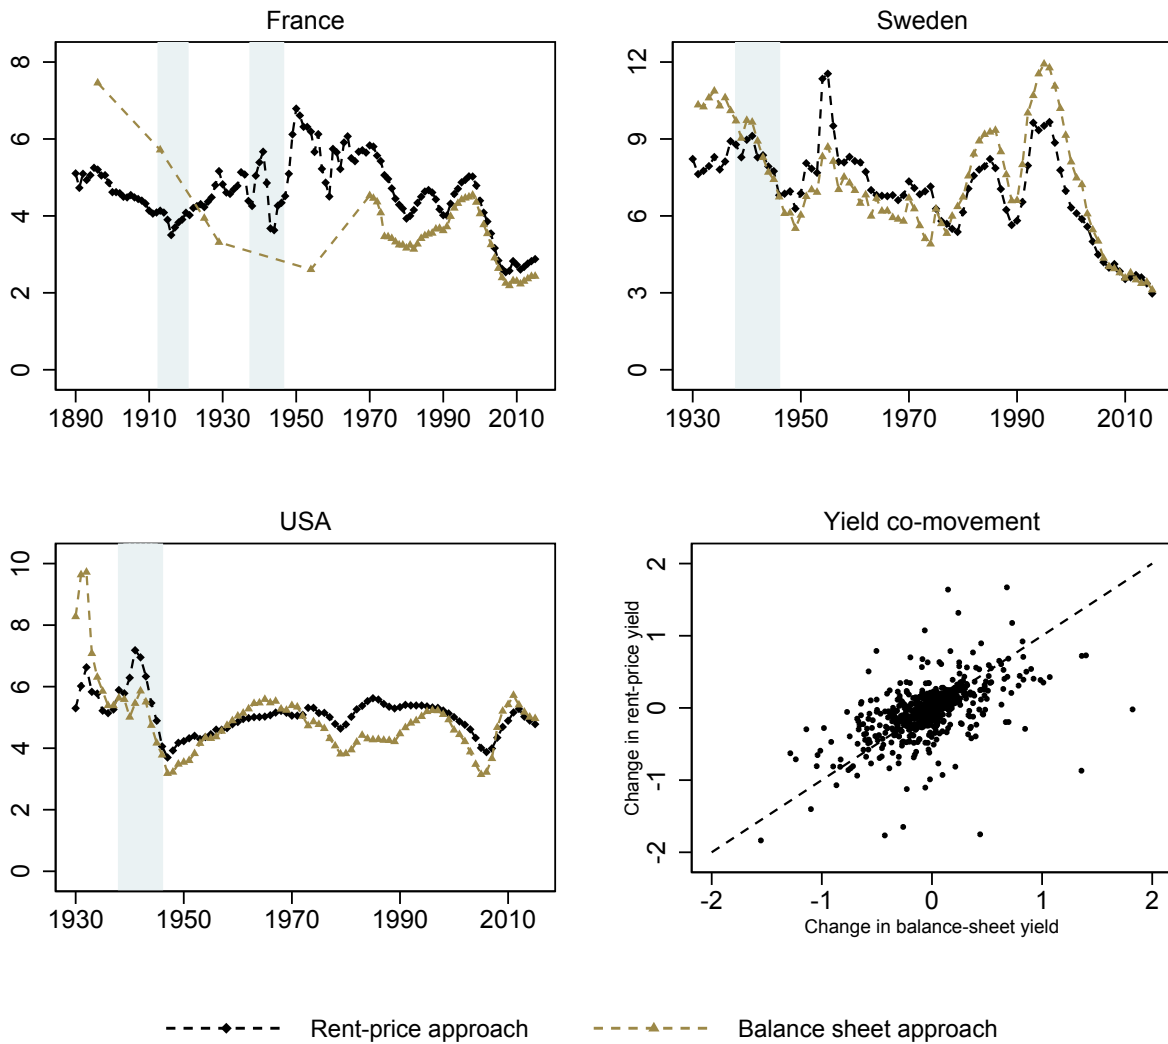 France
Sweden
8
6
4
2
0
1890 1910 1930 1950 1970 1990 2010
12
9
6
3
0
1930 1950 1970 1990 2010
USA
Yield co-movement
10
8
6
4
2
0
1930 1950 1970 1990 2010
Change in rent-price yield
2
1
0
-1
-2
-2 -1 0 1 2
Change in balance-sheet yield
Rent-price approach
Balance sheet approach